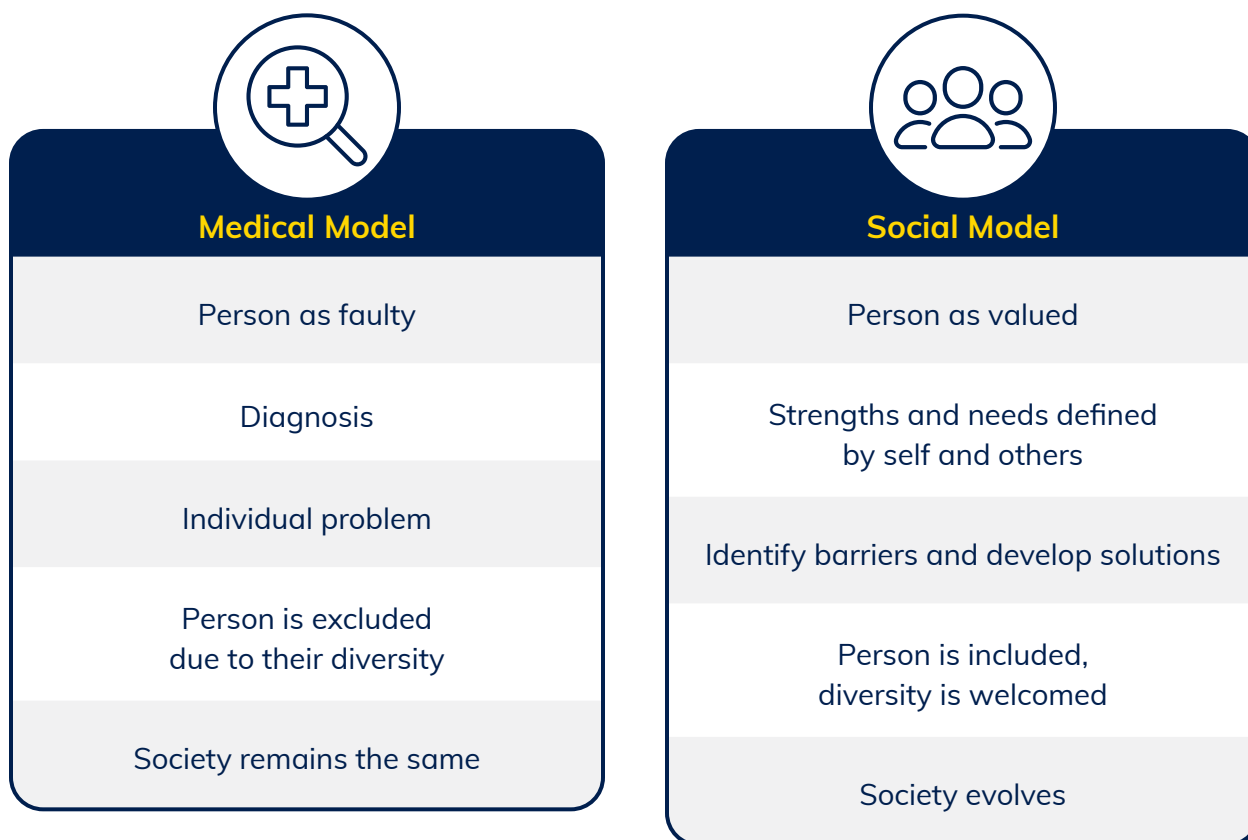 Medical Model
Person as faulty
Diagnosis
Individual problem
Person is excluded
due to their diversity
Society remains the same
Social Model
Person as valued
Strengths and needs defined
by self and others
Identify barriers and develop solutions
Person is included,
diversity is welcomed
Society evolves